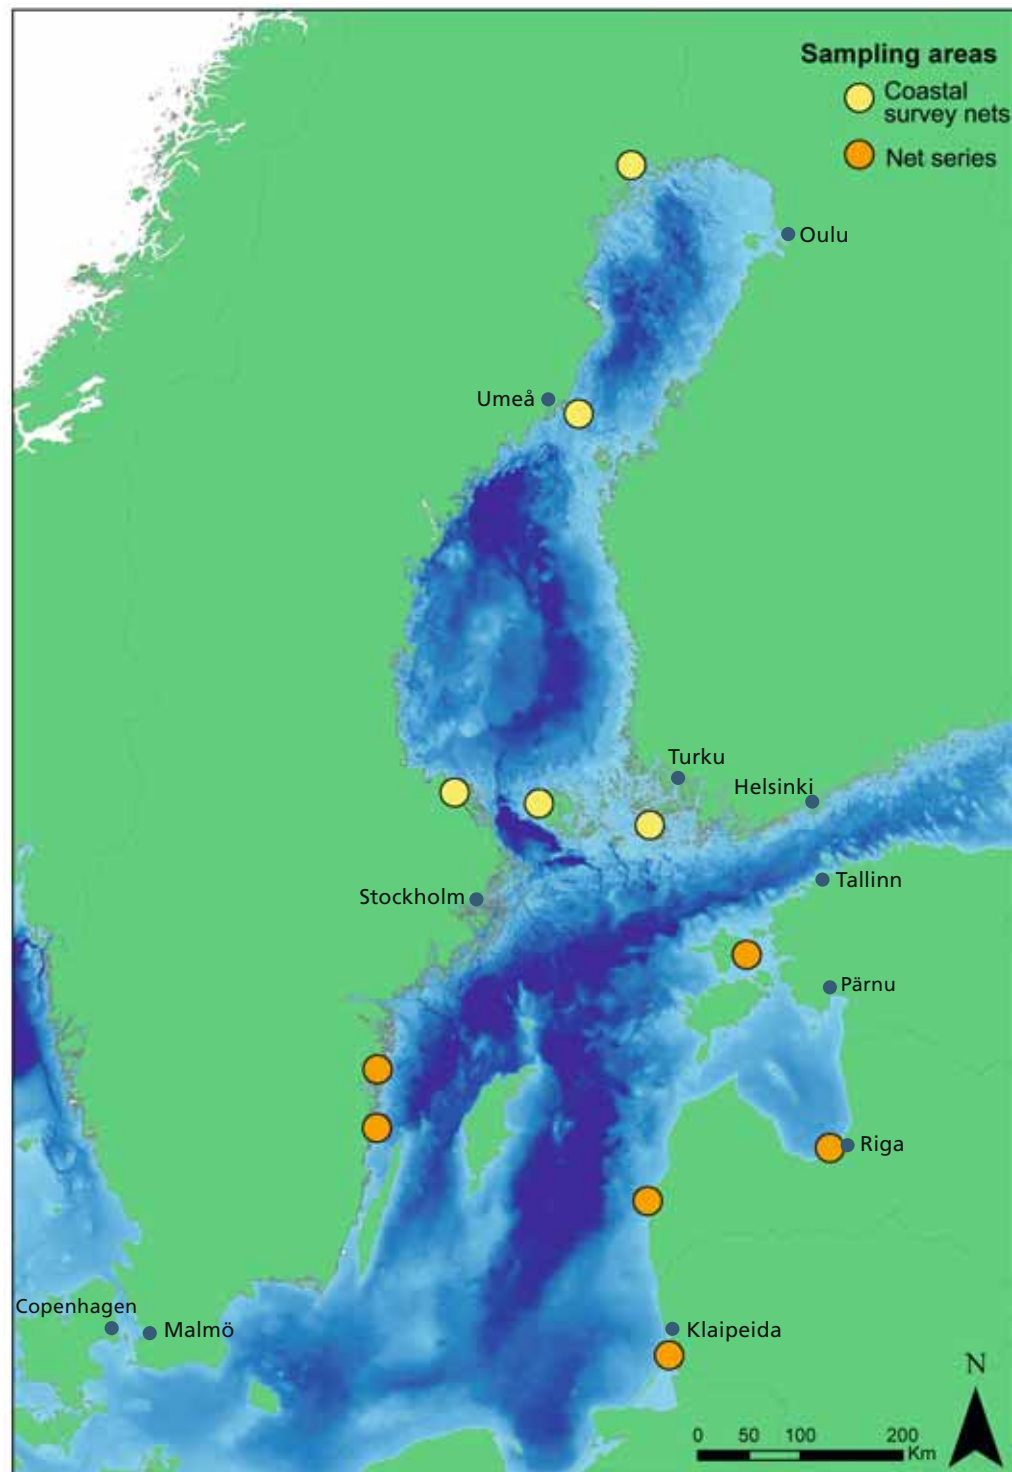 Sampling areas
Coastal
survey nets
Net series
Oulu
Umeå
Turku
Helsinki
Stockholm
Tallinn
Pärnu
Riga
Copenhagen
Malmö
Klaipeida
N
0 50 100 200
Km